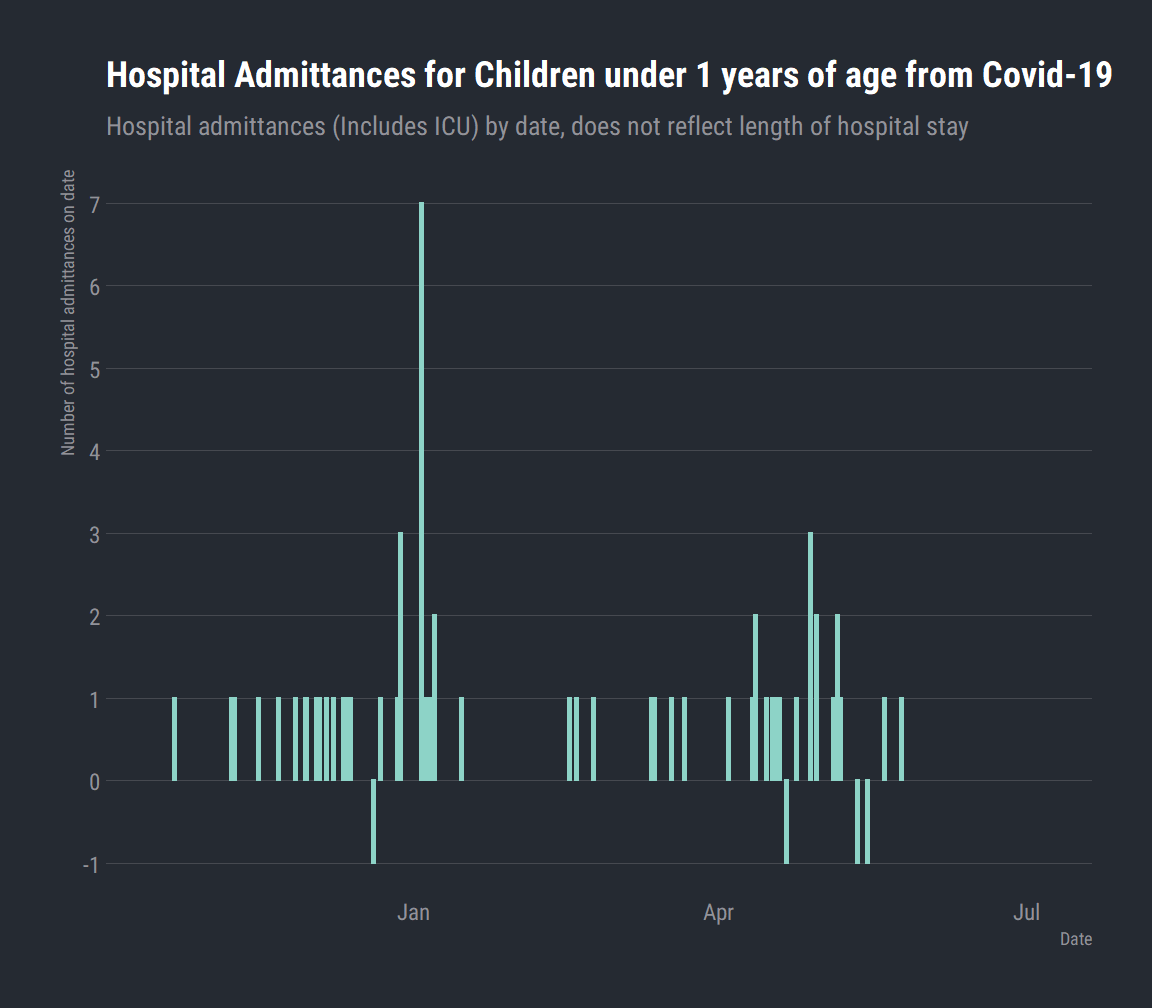 Hospital Admittances for Children under 1 years of age from Covid-19
Hospital admittances (Includes ICU) by date, does not reflect length of hospital stay
Number of hospital admittances on date
7
6
5
4
3
2
1
0
-1
Jan Apr Jul
Date